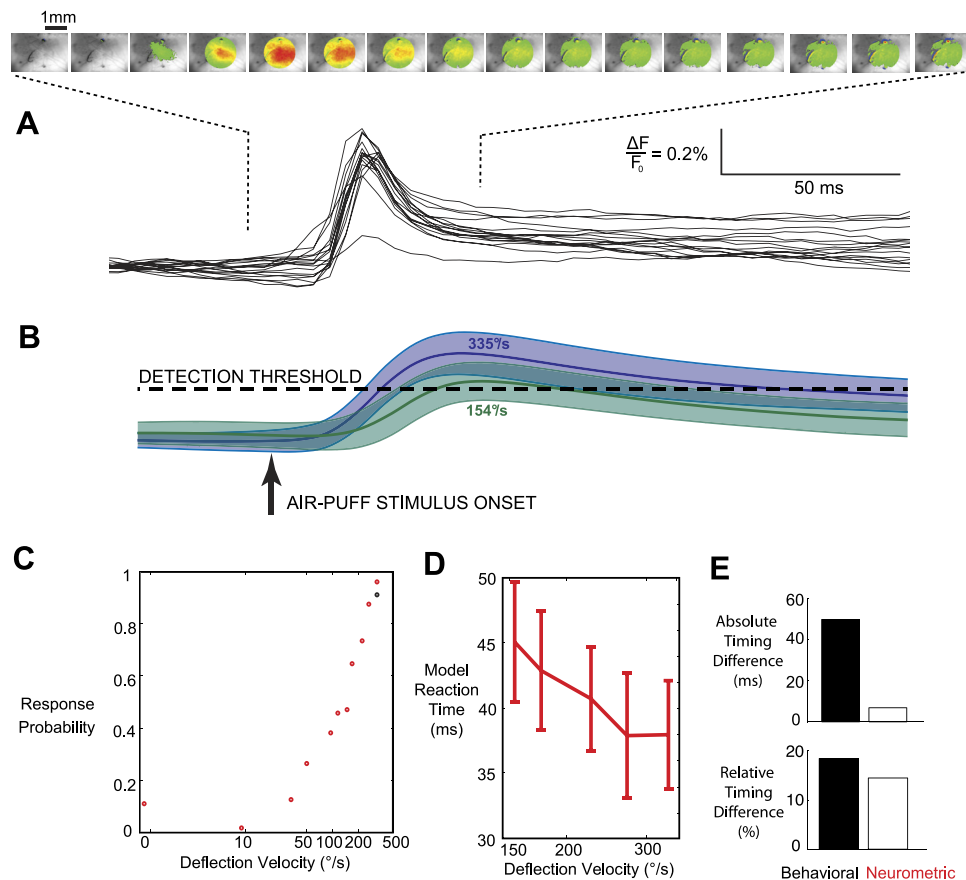 1mm
A
ΔF
F₀
= 0.2%
50 ms
B
335°/s
DETECTION THRESHOLD
154°/s
AIR-PUFF STIMULUS ONSET
C
1
0.8
0.6
0.4
0.2
0
Response
Probability
0 10 50 100 200 500
Deflection Velocity (°/s)
D
50
45
40
35
30
Model
Reaction
Time
(ms)
150 200 300
Deflection Velocity (°/s)
E
60
40
20
0
Absolute
Timing
Difference
(ms)
20
10
0
Relative
Timing
Difference
(%)
Behavioral Neurometric